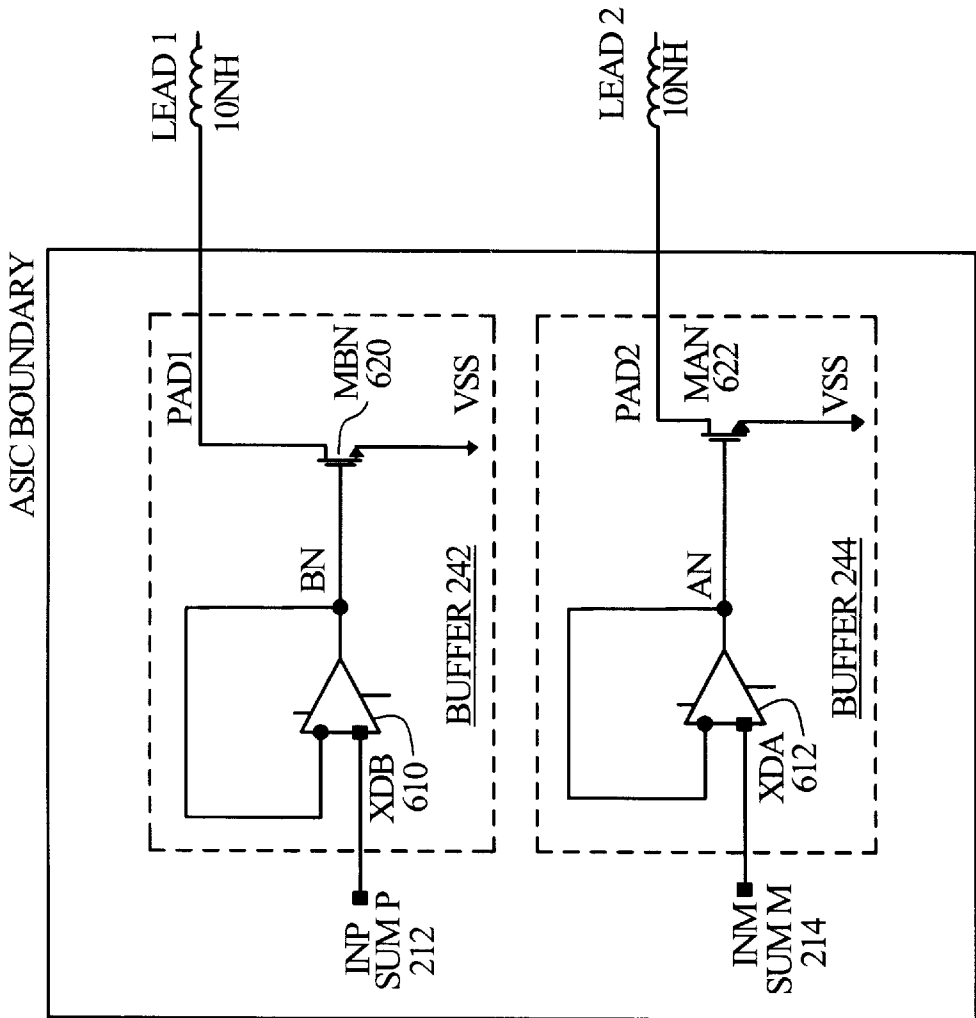 ASIC BOUNDARY
LEAD 1
10NH
PAD1
MBN
620
VSS
BN
XDB
610
BUFFER 242
INP
SUM P
212
LEAD 2
10NH
PAD2
MAN
622
VSS
AN
XDA
612
BUFFER 244
INM
SUM M
214